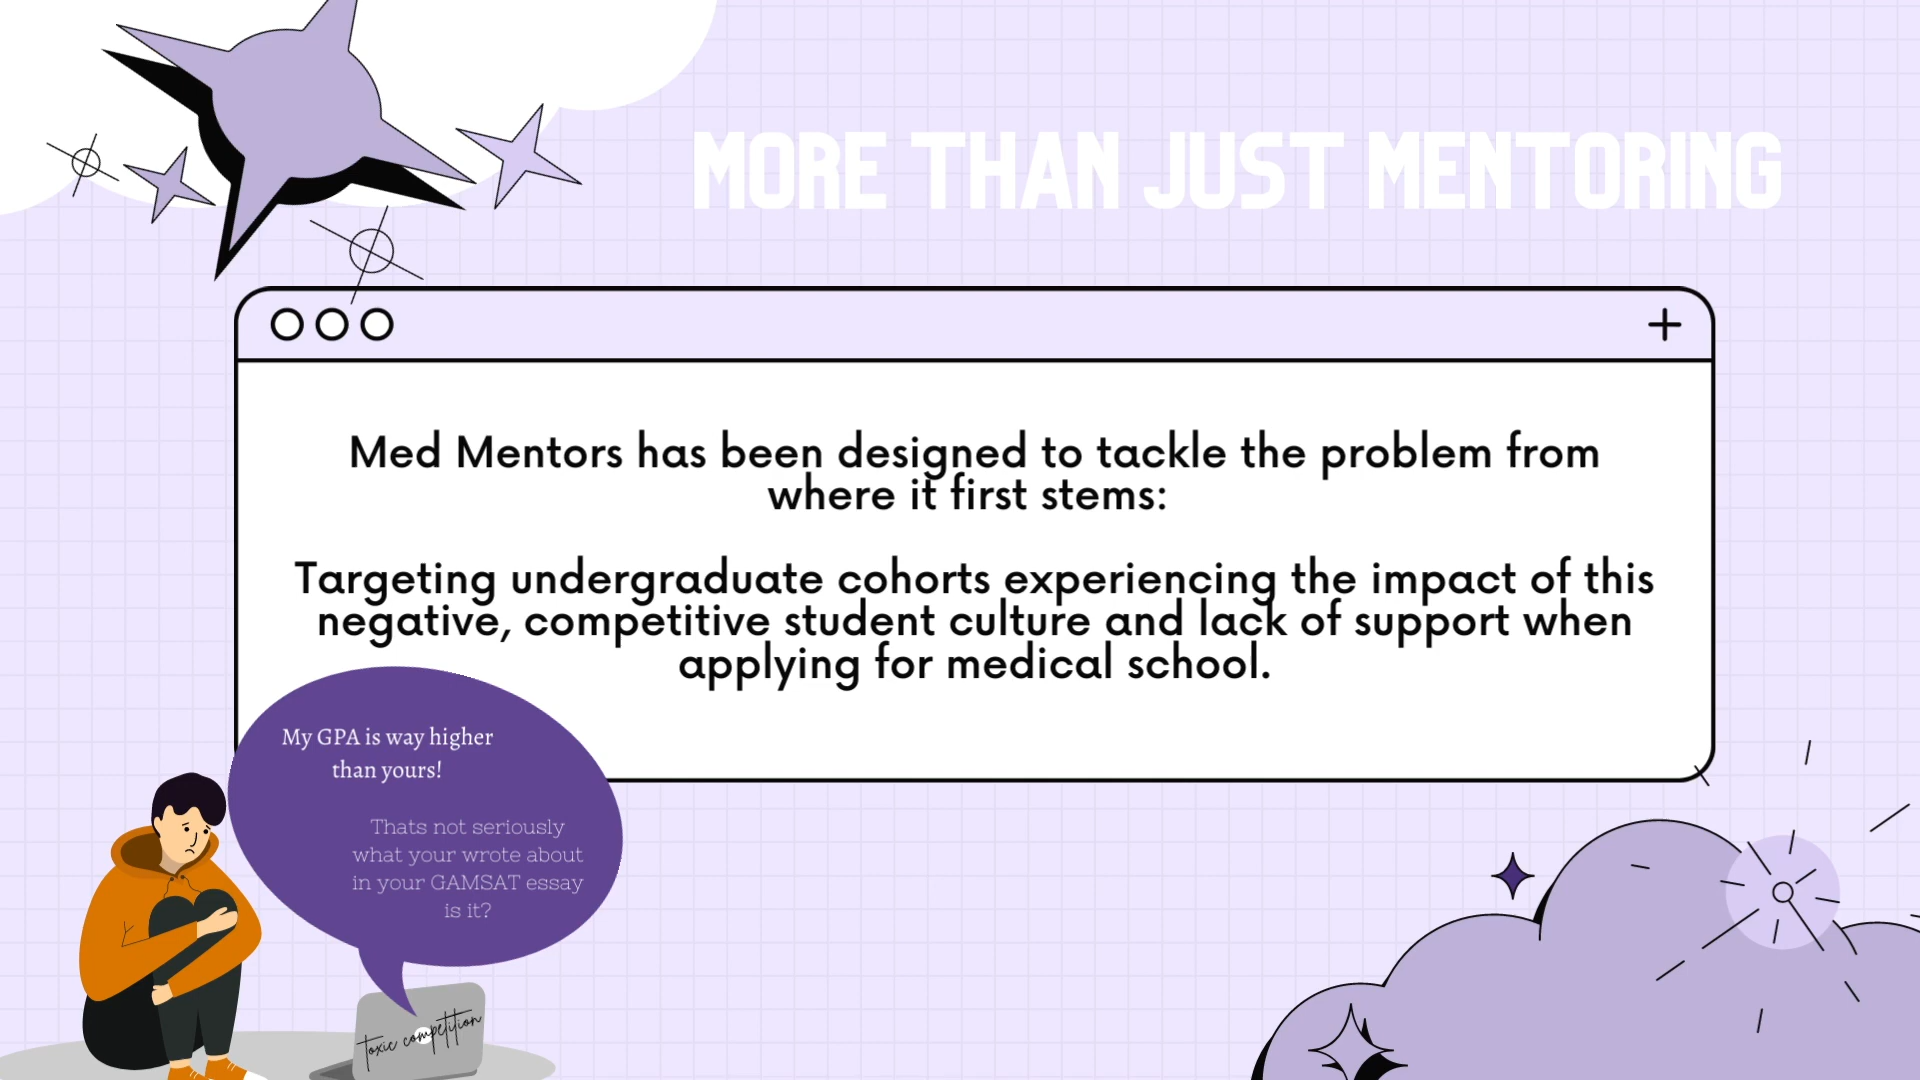 MORE THAN JUST MENTORING
Med Mentors has been designed to tackle the problem from
where it first stems:
Targeting undergraduate cohorts experiencing the impact of this
negative, competitive student culture and lack of support when
applying for medical school.
My GPA is way higher
than yours!
Thats not seriously
what your wrote about
in your GAMSAT essay
is it?
toxic competition